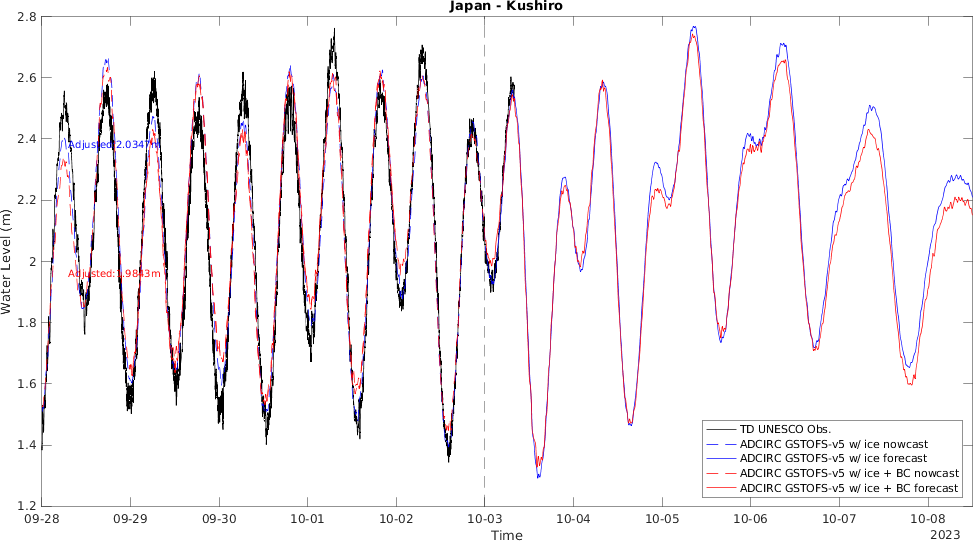 Japan - Kushiro
2.8
2.6
2.4
2.2
2
1.8
1.6
1.4
1.2
Water Level (m)
Adjusted:2.0347m
Adjusted:1.9843m
TD UNESCO Obs.
ADCIRC GSTOFS-v5 w/ ice nowcast
ADCIRC GSTOFS-v5 w/ ice forecast
ADCIRC GSTOFS-v5 w/ ice + BC nowcast
ADCIRC GSTOFS-v5 w/ ice + BC forecast
09-28 09-29 09-30 10-01 10-02 10-03 10-04 10-05 10-06 10-07 10-08
Time
2023